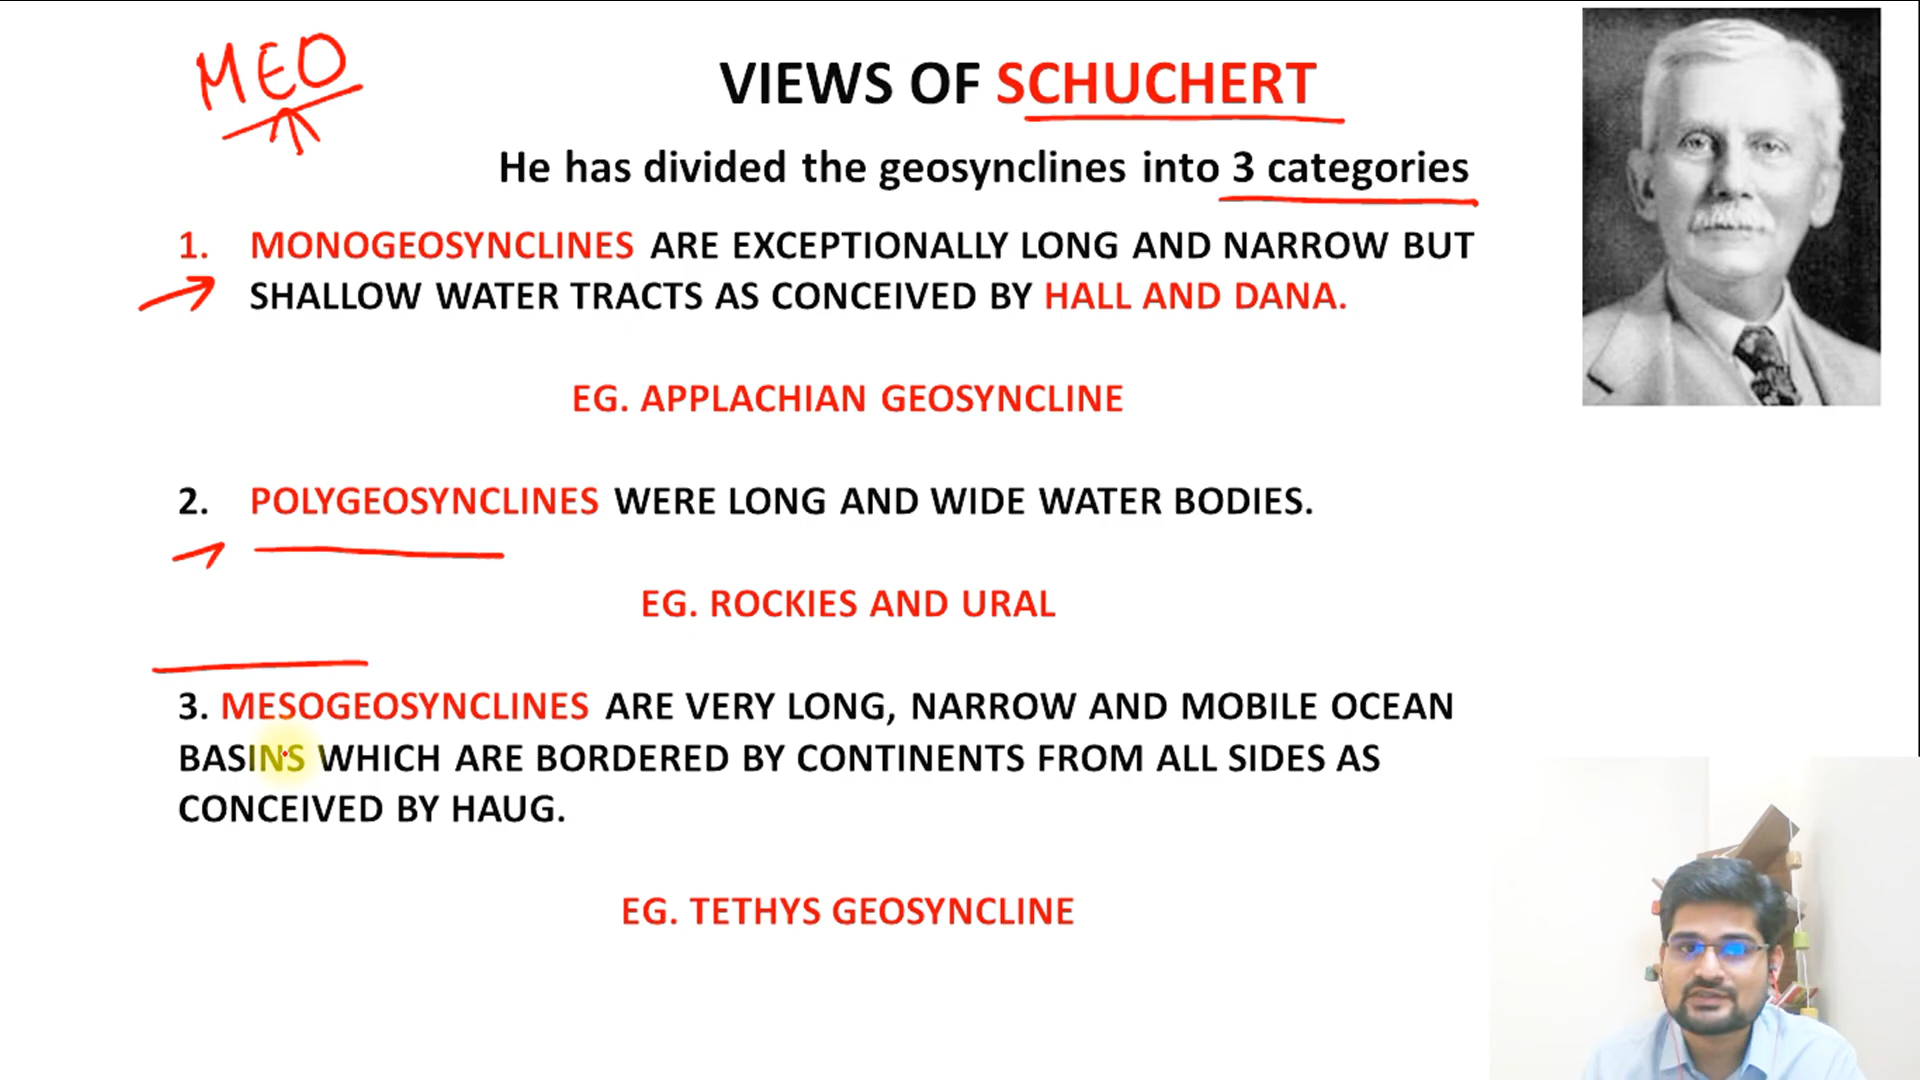 MEO
VIEWS OF SCHUCHERT
He has divided the geosynclines into 3 categories
1. MONOGEOSYNCLINES ARE EXCEPTIONALLY LONG AND NARROW BUT
SHALLOW WATER TRACTS AS CONCEIVED BY HALL AND DANA.
EG. APPLACHIAN GEOSYNCLINE
2. POLYGEOSYNCLINES WERE LONG AND WIDE WATER BODIES.
EG. ROCKIES AND URAL
3. MESOGEOSYNCLINES ARE VERY LONG, NARROW AND MOBILE OCEAN
BASINS WHICH ARE BORDERED BY CONTINENTS FROM ALL SIDES AS
CONCEIVED BY HAUG.
EG. TETHYS GEOSYNCLINE